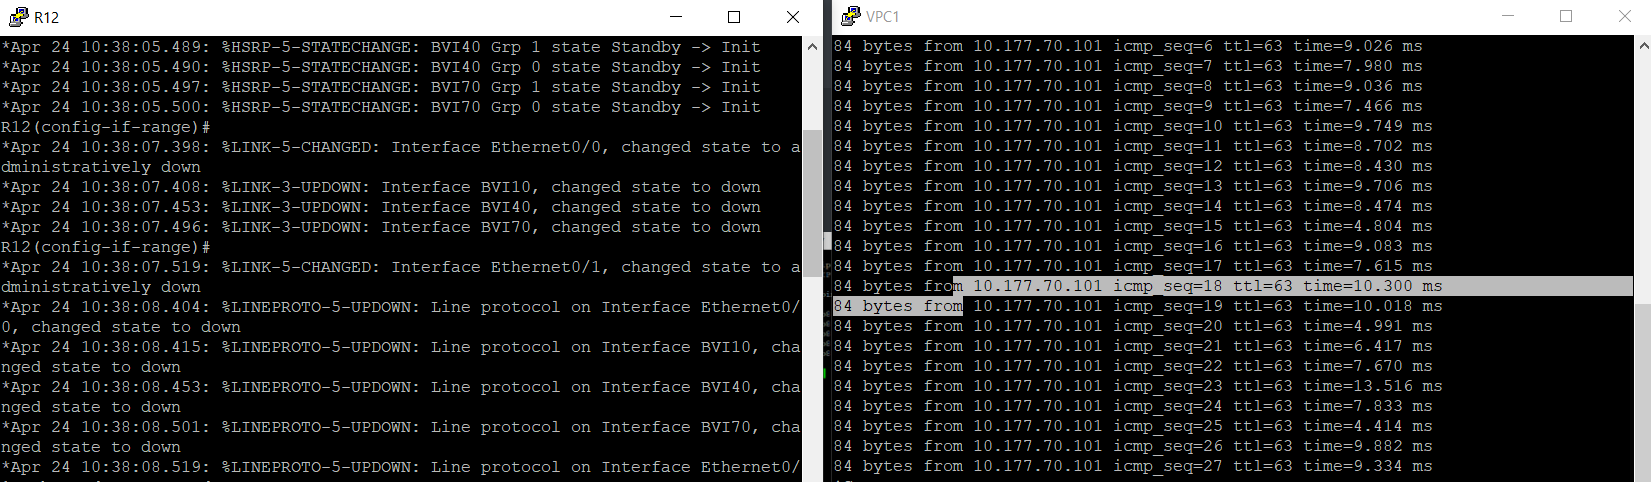 R12
*Apr 24 10:38:05.489: %HSRP-5-STATECHANGE: BVI40 Grp 1 state Standby -> Init
*Apr 24 10:38:05.490: %HSRP-5-STATECHANGE: BVI40 Grp 0 state Standby -> Init
*Apr 24 10:38:05.497: %HSRP-5-STATECHANGE: BVI70 Grp 1 state Standby -> Init
*Apr 24 10:38:05.500: %HSRP-5-STATECHANGE: BVI70 Grp 0 state Standby -> Init
R12(config-if-range)#
*Apr 24 10:38:07.398: %LINK-5-CHANGED: Interface Ethernet0/0, changed state to a
dministratively down
*Apr 24 10:38:07.408: %LINK-3-UPDOWN: Interface BVI10, changed state to down
*Apr 24 10:38:07.453: %LINK-3-UPDOWN: Interface BVI40, changed state to down
*Apr 24 10:38:07.496: %LINK-3-UPDOWN: Interface BVI70, changed state to down
R12(config-if-range)#
*Apr 24 10:38:07.519: %LINK-5-CHANGED: Interface Ethernet0/1, changed state to a
dministratively down
*Apr 24 10:38:08.404: %LINEPROTO-5-UPDOWN: Line protocol on Interface Ethernet0/
0, changed state to down
*Apr 24 10:38:08.415: %LINEPROTO-5-UPDOWN: Line protocol on Interface BVI10, cha
nged state to down
*Apr 24 10:38:08.453: %LINEPROTO-5-UPDOWN: Line protocol on Interface BVI40, cha
nged state to down
*Apr 24 10:38:08.501: %LINEPROTO-5-UPDOWN: Line protocol on Interface BVI70, cha
nged state to down
*Apr 24 10:38:08.519: %LINEPROTO-5-UPDOWN: Line protocol on Interface Ethernet0/
VPC1
84 bytes from 10.177.70.101 icmp_seq=6 ttl=63 time=9.026 ms
84 bytes from 10.177.70.101 icmp_seq=7 ttl=63 time=7.980 ms
84 bytes from 10.177.70.101 icmp_seq=8 ttl=63 time=9.036 ms
84 bytes from 10.177.70.101 icmp_seq=9 ttl=63 time=7.466 ms
84 bytes from 10.177.70.101 icmp_seq=10 ttl=63 time=9.749 ms
84 bytes from 10.177.70.101 icmp_seq=11 ttl=63 time=8.702 ms
84 bytes from 10.177.70.101 icmp_seq=12 ttl=63 time=8.430 ms
84 bytes from 10.177.70.101 icmp_seq=13 ttl=63 time=9.706 ms
84 bytes from 10.177.70.101 icmp_seq=14 ttl=63 time=8.474 ms
84 bytes from 10.177.70.101 icmp_seq=15 ttl=63 time=4.804 ms
84 bytes from 10.177.70.101 icmp_seq=16 ttl=63 time=9.083 ms
84 bytes from 10.177.70.101 icmp_seq=17 ttl=63 time=7.615 ms
84 bytes from 10.177.70.101 icmp_seq=18 ttl=63 time=10.300 ms
84 bytes from 10.177.70.101 icmp_seq=19 ttl=63 time=10.018 ms
84 bytes from 10.177.70.101 icmp_seq=20 ttl=63 time=4.991 ms
84 bytes from 10.177.70.101 icmp_seq=21 ttl=63 time=6.417 ms
84 bytes from 10.177.70.101 icmp_seq=22 ttl=63 time=7.670 ms
84 bytes from 10.177.70.101 icmp_seq=23 ttl=63 time=13.516 ms
84 bytes from 10.177.70.101 icmp_seq=24 ttl=63 time=7.833 ms
84 bytes from 10.177.70.101 icmp_seq=25 ttl=63 time=4.414 ms
84 bytes from 10.177.70.101 icmp_seq=26 ttl=63 time=9.882 ms
84 bytes from 10.177.70.101 icmp_seq=27 ttl=63 time=9.334 ms